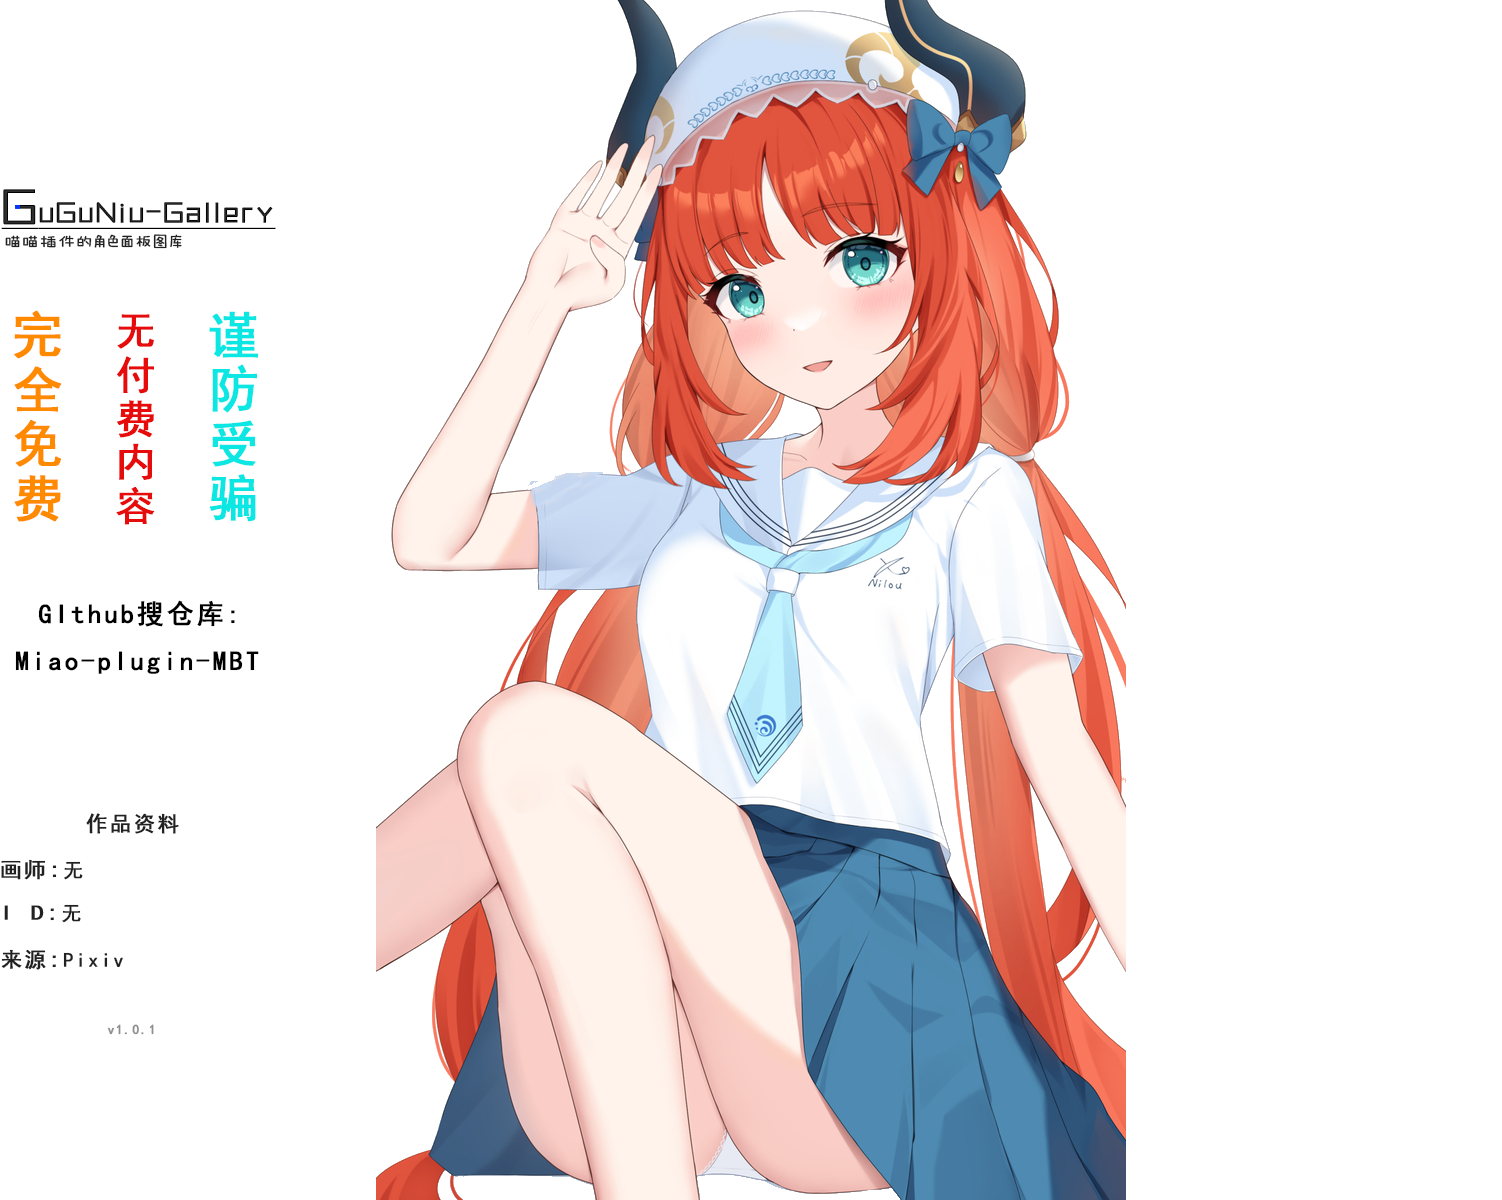 GuGuNiu-Gallery
喵喵插件的角色面板图库
完全免费
无付费内容
谨防受骗
GIthub搜仓库:
Miao-plugin-MBT
作品资料
画师:无
I D:无
来源:Pixiv
v1.0.1
Nilou